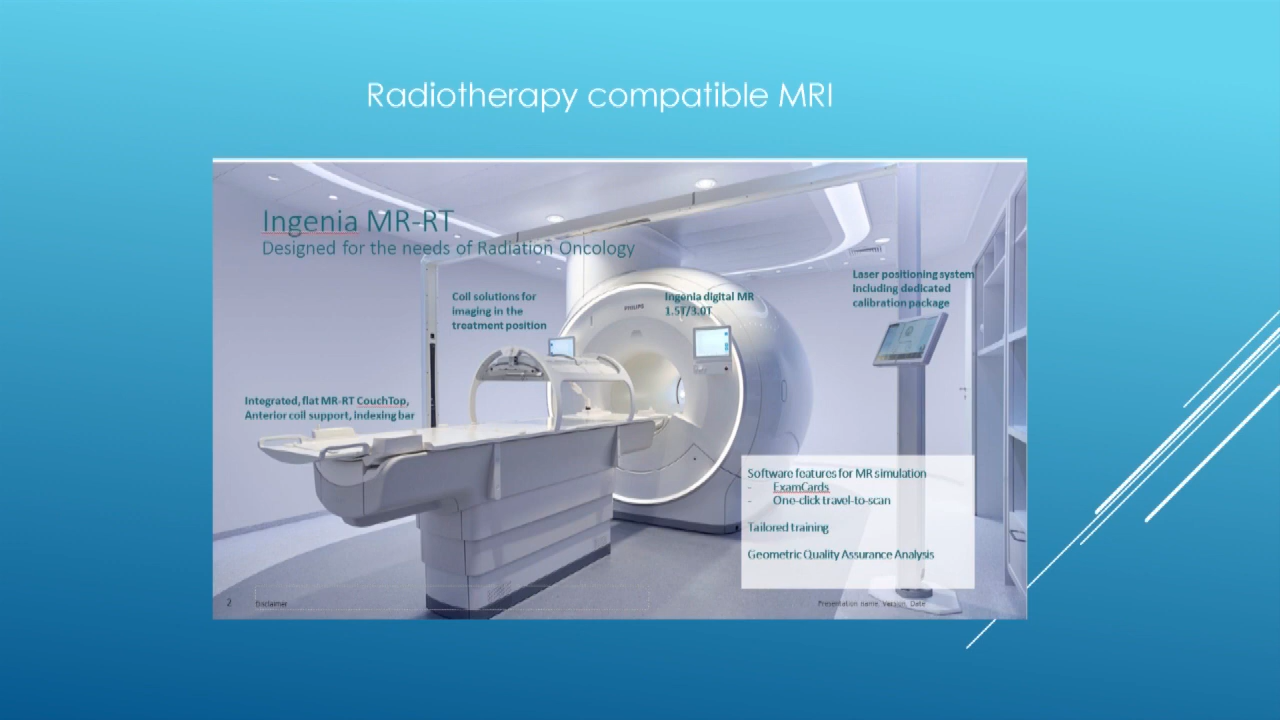 Radiotherapy compatible MRI
Ingenia MR-RT
Designed for the needs of Radiation Oncology
Coil solutions for
imaging in the
treatment position
Ingenia digital MR
1.5T/3.0T
PHILIPS
Laser positioning system
Including dedicated
calibration package
Integrated, flat MR-RT CouchTop,
Anterior coil support, indexing bar
Software features for MR simulation
- ExamCards
- One-click travel-to-scan
Tailored training
Geometric Quality Assurance Analysis
2
Disclaimer
Presentation name, Version, Date